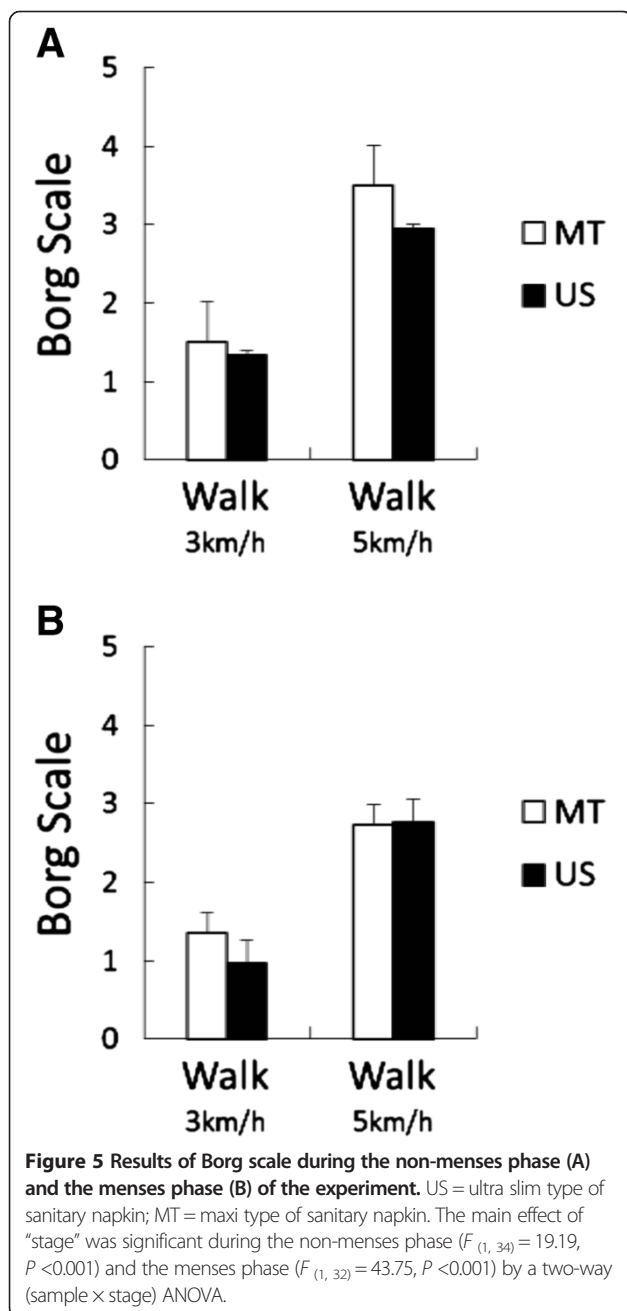 A
5
4
3
2
1
0
Borg Scale
MT
US
Walk
3km/h
Walk
5km/h
B
5
4
3
2
1
0
Borg Scale
MT
US
Walk
3km/h
Walk
5km/h
Figure 5 Results of Borg scale during the non-menses phase (A)
and the menses phase (B) of the experiment. US = ultra slim type of
sanitary napkin; MT = maxi type of sanitary napkin. The main effect of
"stage" was significant during the non-menses phase (F (1, 34) = 19.19,
P <0.001) and the menses phase (F (1, 32) = 43.75, P <0.001) by a two-way
(sample × stage) ANOVA.